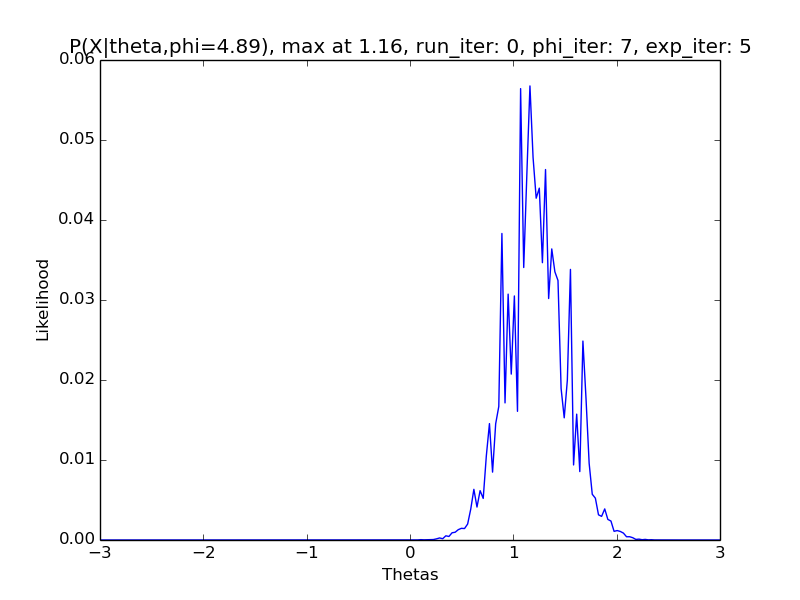 P(X|theta,phi=4.89), max at 1.16, run_iter: 0, phi_iter: 7, exp_iter: 5
0.06
0.05
0.04
0.03
0.02
0.01
0.00
Likelihood
−3 −2 −1 0 1 2 3
Thetas